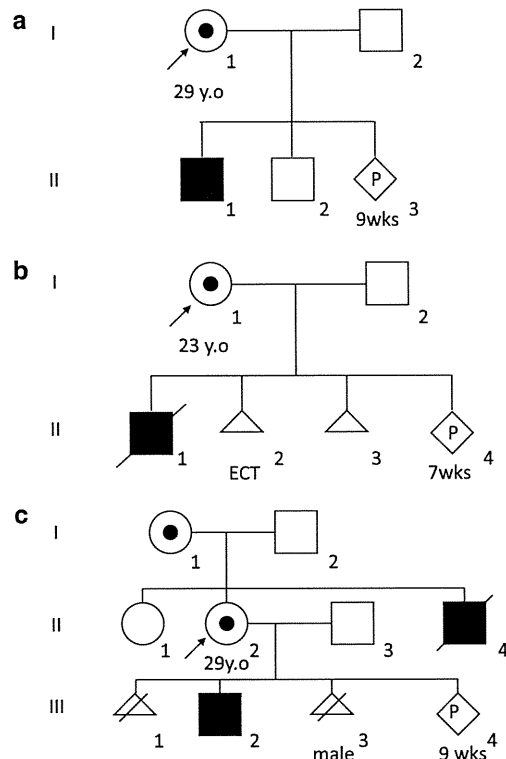 a I
1 2
29 y.o
II
1 2 P 3
9wks
b I
1 2
23 y.o
II
1 2 3 P 4
ECT 7wks
c I
1 2
II
1 2 3 4
29y.o
III
1 2 3 P 4
male 9 wks